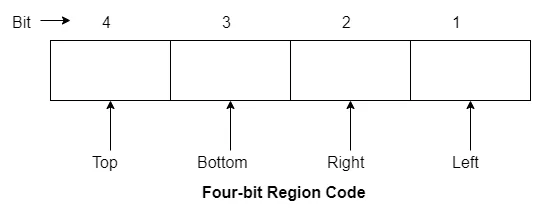 Bit 4 3 2 1
Top Bottom Right Left
Four-bit Region Code